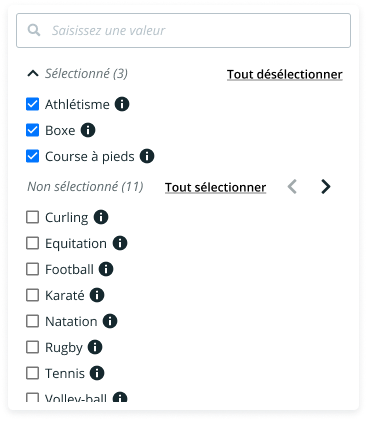 Saisissez une valeur
Sélectionné (3) Tout désélectionner
Athlétisme
Boxe
Course à pieds
Non sélectionné (11) Tout sélectionner
Curling
Equitation
Football
Karaté
Natation
Rugby
Tennis
Volley-ball